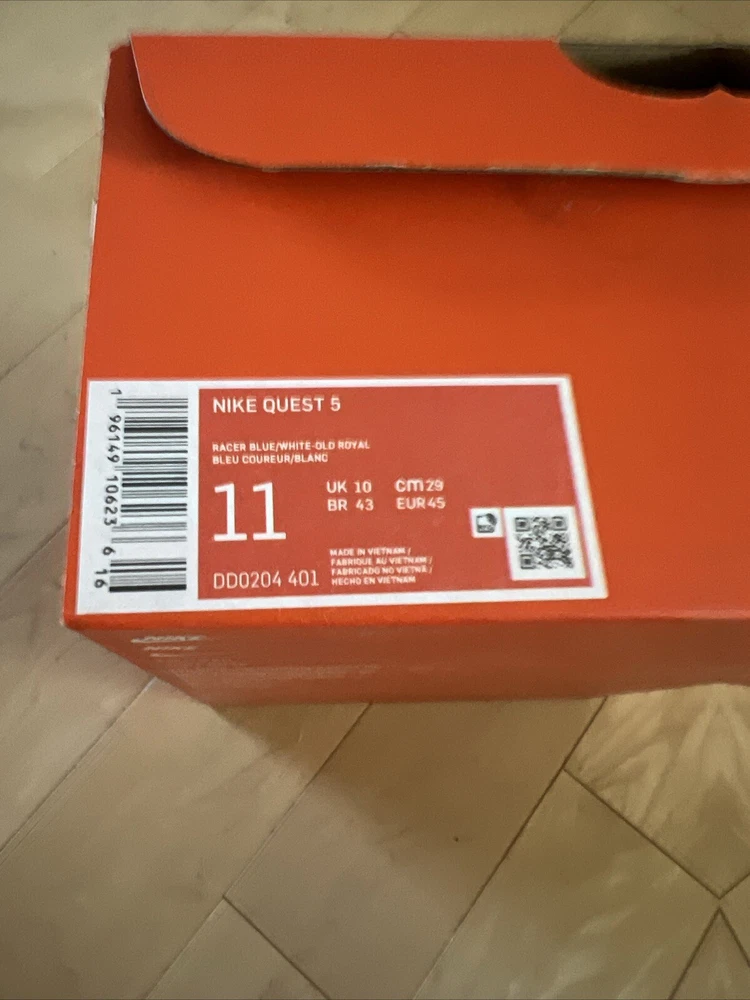 NIKE QUEST 5
RACER BLUE/WHITE-OLD ROYAL
BLEU COUREUR/BLANC
11
UK 10 cm 29
BR 43 EUR 45
DD0204 401
MADE IN VIETNAM /
FABRIQUE AU VIETNAM /
FABRICADO NO VIETNÃ /
HECHO EN VIETNAM
1 96149 10623 6 16